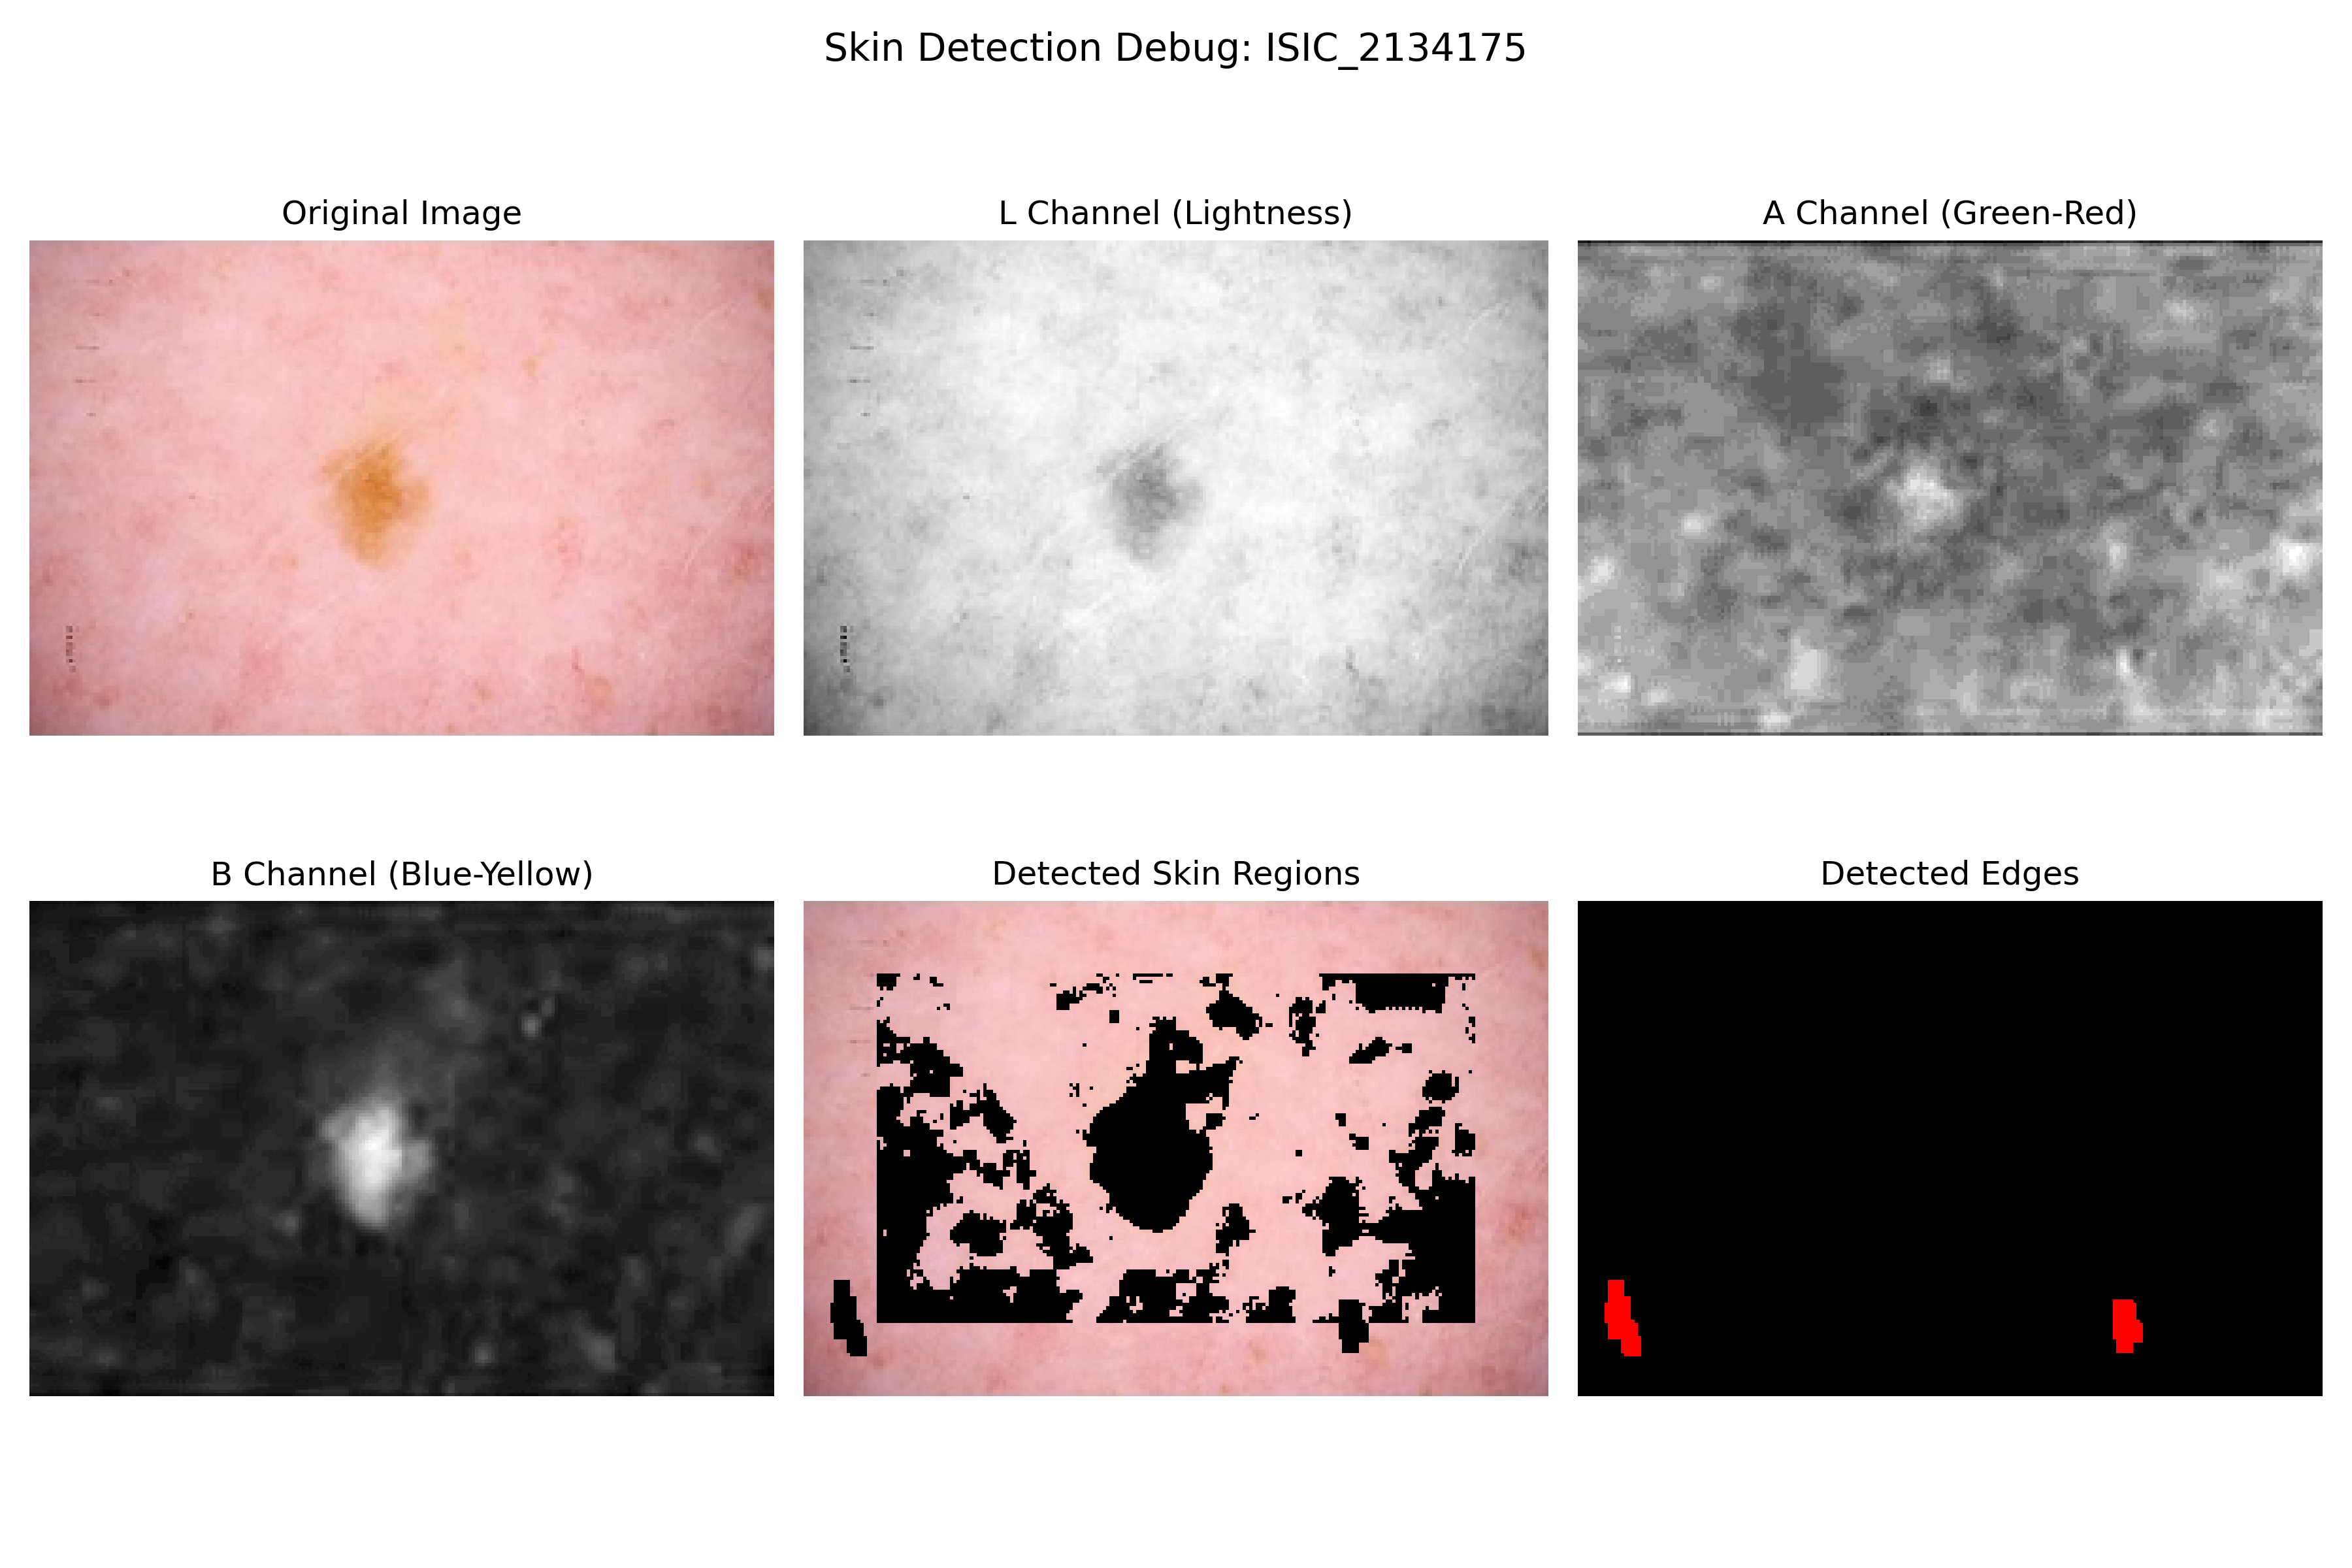 Skin Detection Debug: ISIC_2134175
Original Image
L Channel (Lightness)
A Channel (Green-Red)
B Channel (Blue-Yellow)
Detected Skin Regions
Detected Edges